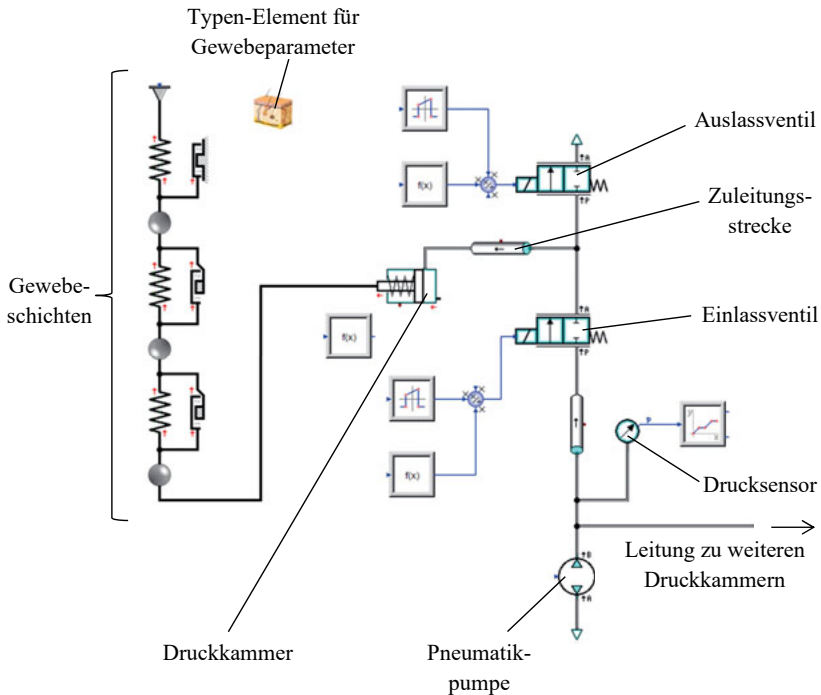 Typen-Element für
Gewebeparameter
Auslassventil
Zuleitungs-
strecke
Gewebe-
schichten
Einlassventil
Drucksensor
Leitung zu weiteren
Druckkammern
Druckkammer
Pneumatik-
pumpe
f(x)
f(x)
f(x)
A
P
A
P
B
A
P
y
x